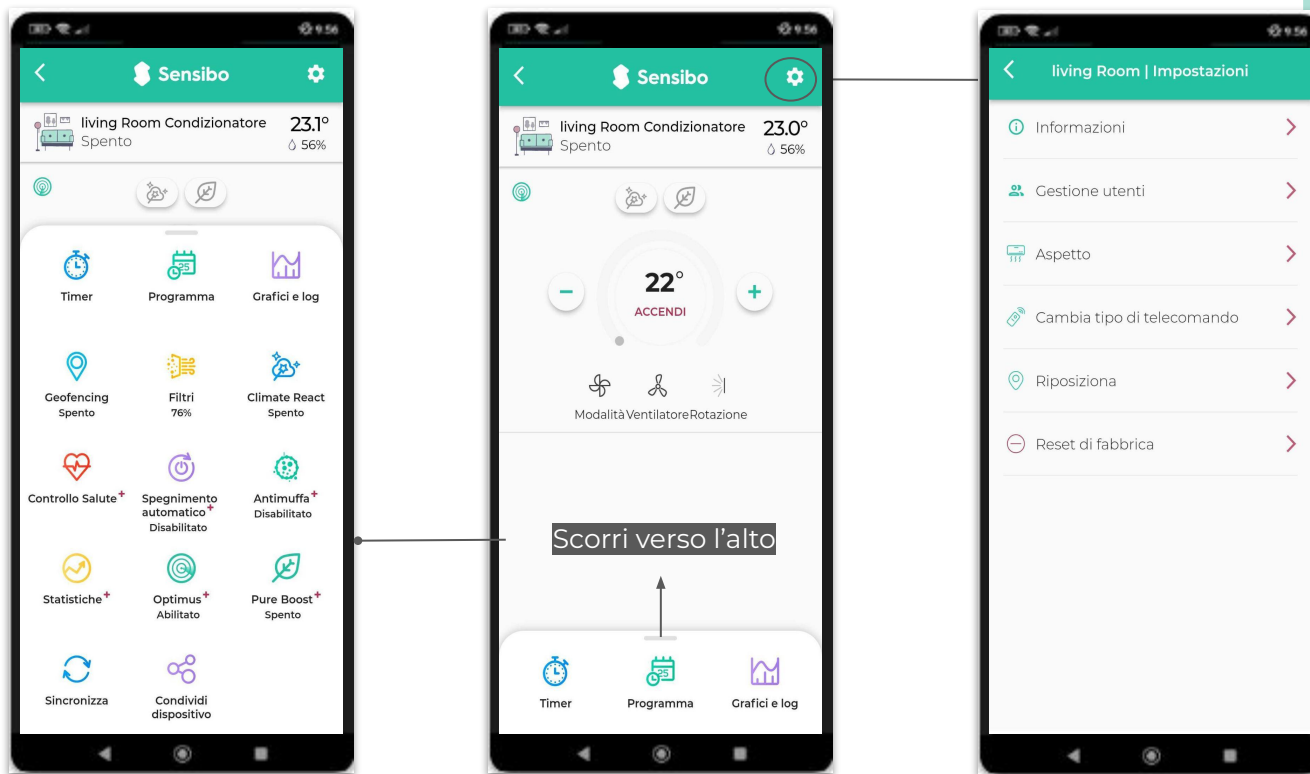 9:56
Sensibo
living Room Condizionatore 23.1°
Spento 56%
Timer Programma Grafici e log
25
Geofencing Filtri Climate React
Spento 76% Spento
Controllo Salute+ Spegnimento automatico+ Antimuffa+
Disabilitato Disabilitato
Statistiche+ Optimus+ Pure Boost+
Abilitato Spento
Sincronizza Condividi
dispositivo
9:56
Sensibo
living Room Condizionatore 23.0°
Spento 56%
22°
ACCENDI
Modalità Ventilatore Rotazione
Scorri verso l'alto
25
Timer Programma Grafici e log
9:56
living Room | Impostazioni
Informazioni
Gestione utenti
Aspetto
Cambia tipo di telecomando
Riposiziona
Reset di fabbrica